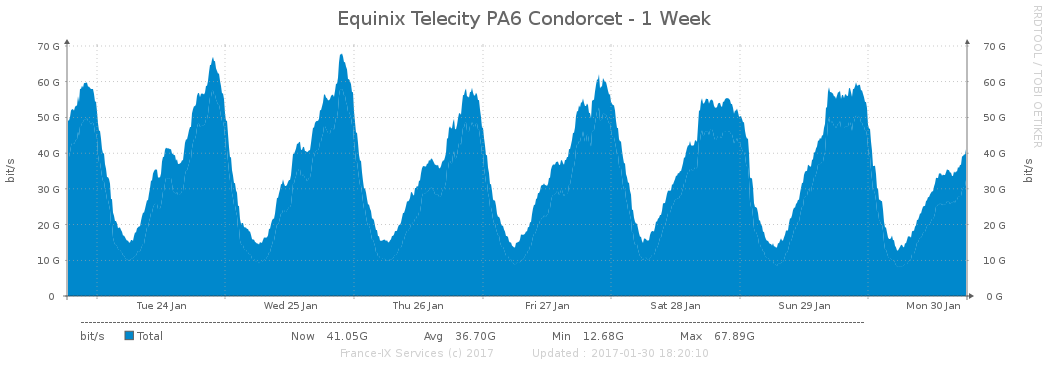 Equinix Telecity PA6 Condorcet - 1 Week
RRDTOOL / TOBI OETIKER
bit/s
70 G 70 G
60 G 60 G
50 G 50 G
40 G 40 G
30 G 30 G
20 G 20 G
10 G 10 G
0 0 G
bit/s
Tue 24 Jan Wed 25 Jan Thu 26 Jan Fri 27 Jan Sat 28 Jan Sun 29 Jan Mon 30 Jan
bit/s Total Now 41.05G Avg 36.70G Min 12.68G Max 67.89G
France-IX Services (c) 2017 Updated : 2017-01-30 18:20:10